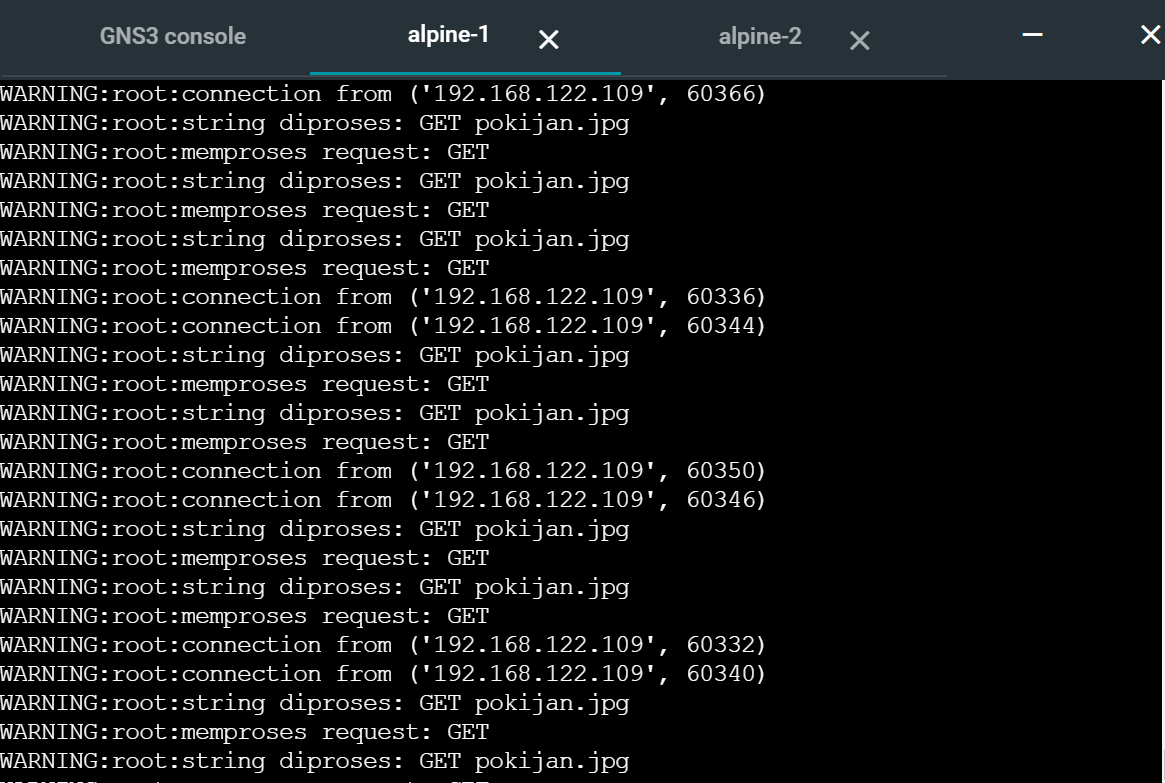 GNS3 console alpine-1 alpine-2
WARNING:root:connection from ('192.168.122.109', 60366)
WARNING:root:string diproses: GET pokijan.jpg
WARNING:root:memproses request: GET
WARNING:root:string diproses: GET pokijan.jpg
WARNING:root:memproses request: GET
WARNING:root:string diproses: GET pokijan.jpg
WARNING:root:memproses request: GET
WARNING:root:connection from ('192.168.122.109', 60336)
WARNING:root:connection from ('192.168.122.109', 60344)
WARNING:root:string diproses: GET pokijan.jpg
WARNING:root:memproses request: GET
WARNING:root:string diproses: GET pokijan.jpg
WARNING:root:memproses request: GET
WARNING:root:connection from ('192.168.122.109', 60350)
WARNING:root:connection from ('192.168.122.109', 60346)
WARNING:root:string diproses: GET pokijan.jpg
WARNING:root:memproses request: GET
WARNING:root:string diproses: GET pokijan.jpg
WARNING:root:memproses request: GET
WARNING:root:connection from ('192.168.122.109', 60332)
WARNING:root:connection from ('192.168.122.109', 60340)
WARNING:root:string diproses: GET pokijan.jpg
WARNING:root:memproses request: GET
WARNING:root:string diproses: GET pokijan.jpg